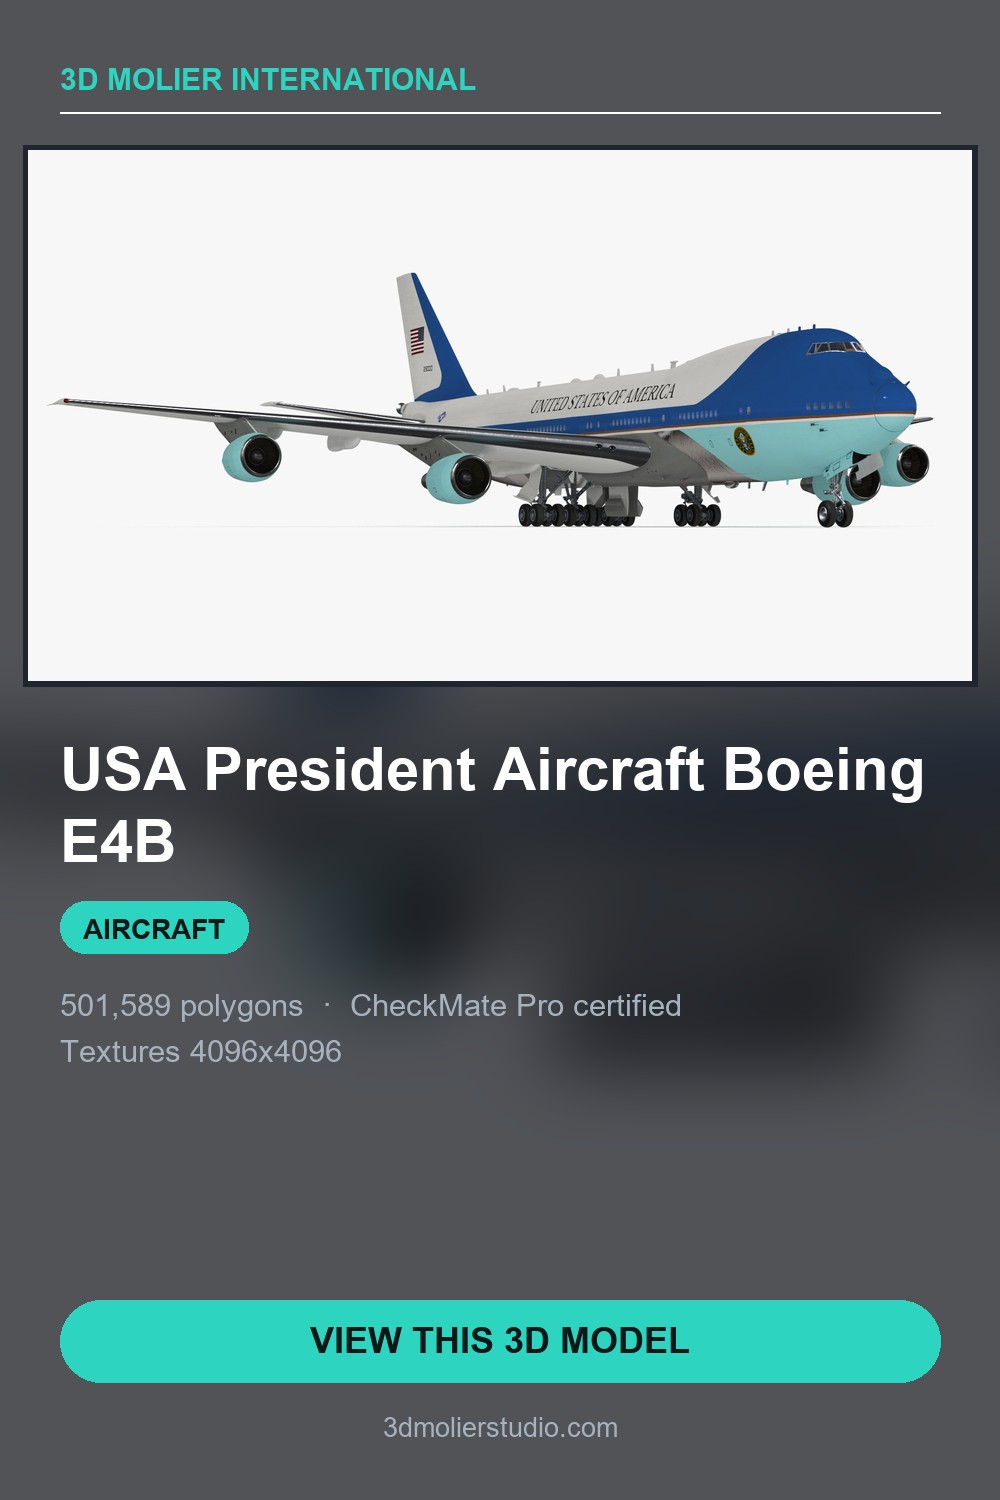 3D MOLIER INTERNATIONAL
UNITED STATES OF AMERICA
USA President Aircraft Boeing
E4B
AIRCRAFT
501,589 polygons · CheckMate Pro certified
Textures 4096x4096
VIEW THIS 3D MODEL
3dmolierstudio.com